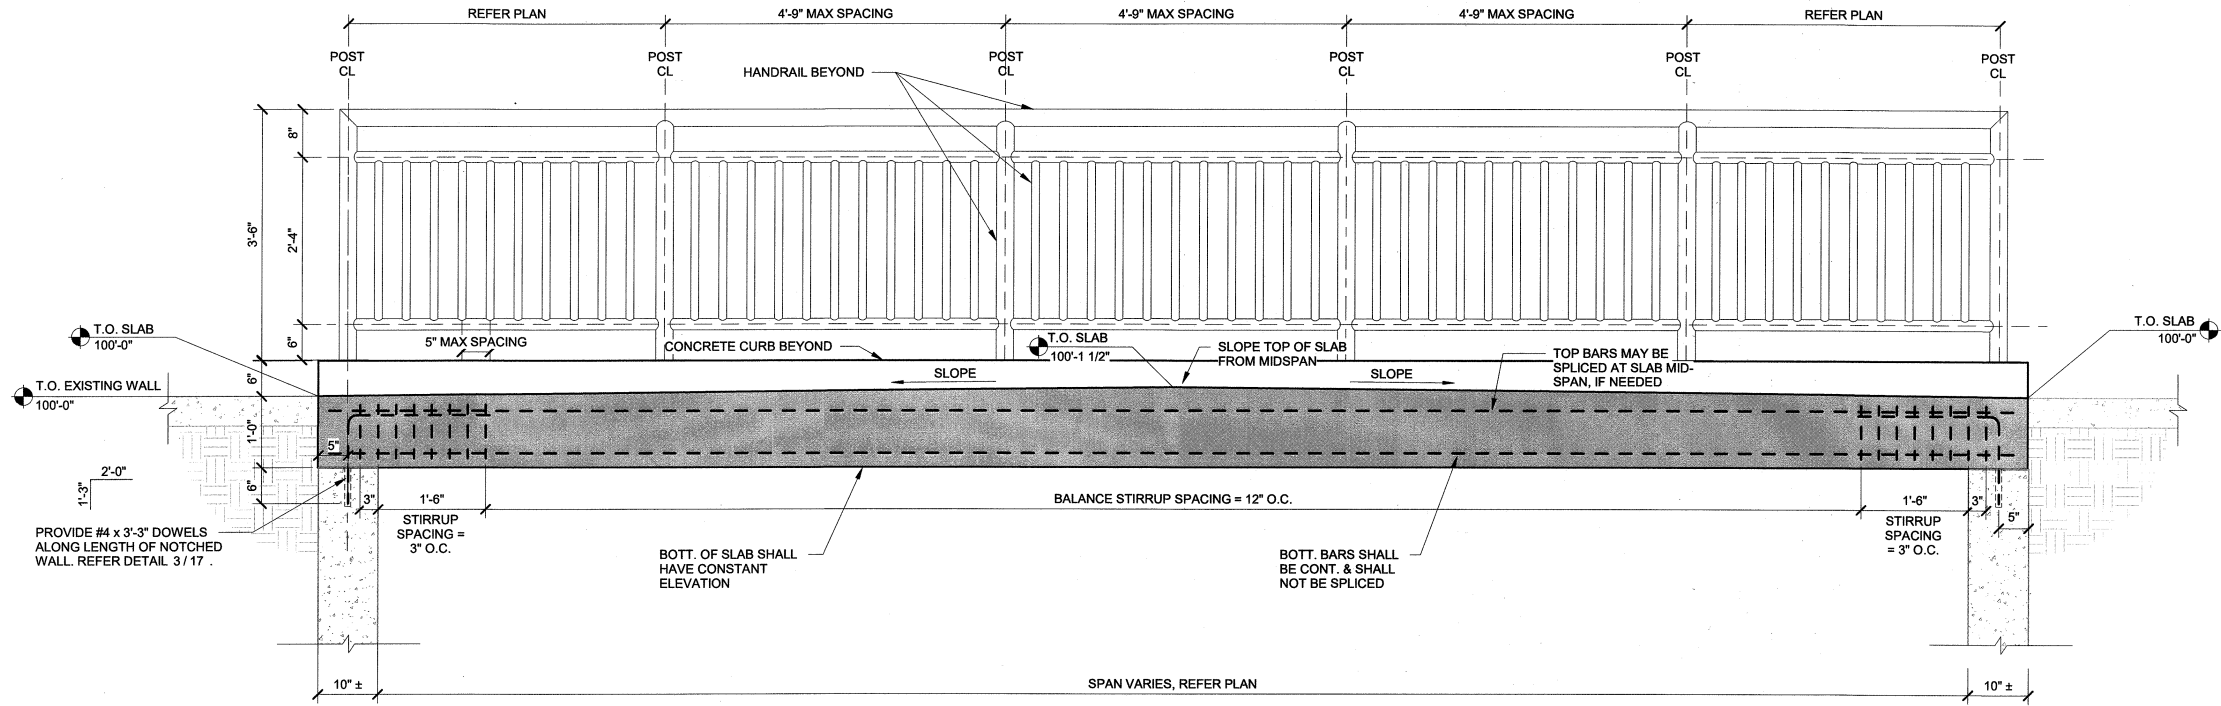 REFER PLAN
4'-9" MAX SPACING
4'-9" MAX SPACING
4'-9" MAX SPACING
REFER PLAN
POST
CL
POST
CL
POST
CL
POST
CL
POST
CL
POST
CL
HANDRAIL BEYOND
8"
3'-6"
2'-4"
6"
T.O. SLAB
100'-0"
5" MAX SPACING
CONCRETE CURB BEYOND
T.O. SLAB
100'-1 1/2"
SLOPE TOP OF SLAB
FROM MIDSPAN
TOP BARS MAY BE
SPLICED AT SLAB MID-
SPAN, IF NEEDED
T.O. SLAB
100'-0"
T.O. EXISTING WALL
100'-0"
6"
SLOPE
SLOPE
1'-0"
5"
2'-0"
1'-3"
6"
3"
1'-6"
BALANCE STIRRUP SPACING = 12" O.C.
1'-6"
3"
5"
STIRRUP
SPACING =
3" O.C.
STIRRUP
SPACING
= 3" O.C.
PROVIDE #4 x 3'-3" DOWELS
ALONG LENGTH OF NOTCHED
WALL. REFER DETAIL 3 / 17 .
BOTT. OF SLAB SHALL
HAVE CONSTANT
ELEVATION
BOTT. BARS SHALL
BE CONT. & SHALL
NOT BE SPLICED
10" ±
SPAN VARIES, REFER PLAN
10" ±